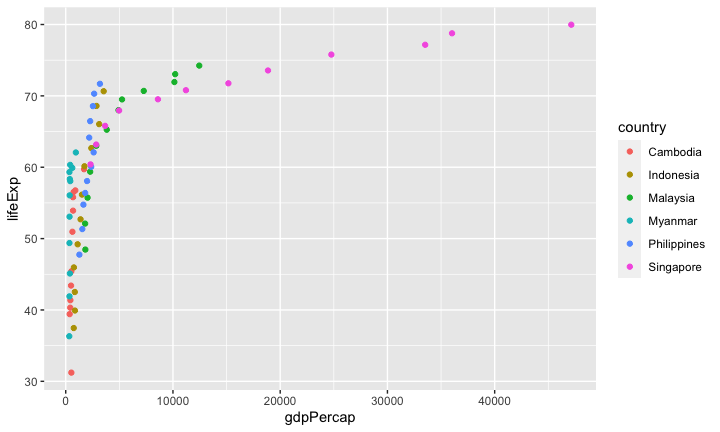 80
70
60
50
40
30
lifeExp
0
10000
20000
30000
40000
gdpPercap
country
Cambodia
Indonesia
Malaysia
Myanmar
Philippines
Singapore